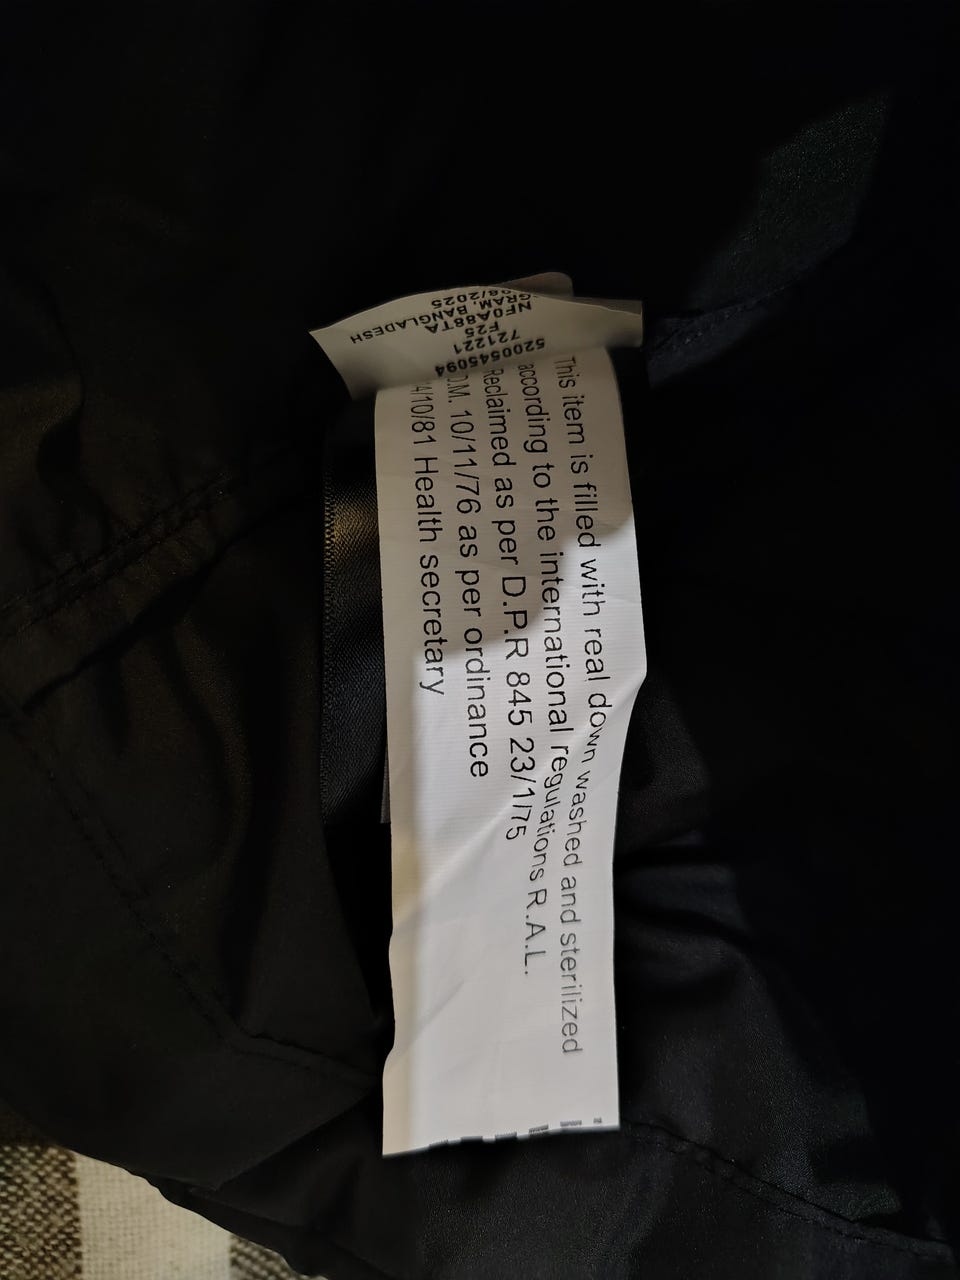 This item is filled with real down washed and sterilized
according to the international regulations R.A.L.
Reclaimed as per D.P.R 845 23/1/75
D.M. 10/11/76 as per ordinance
4/10/81 Health secretary
5200545094
721221
F25
NF0A88TA
GRAM, BANGLADESH
08/2025